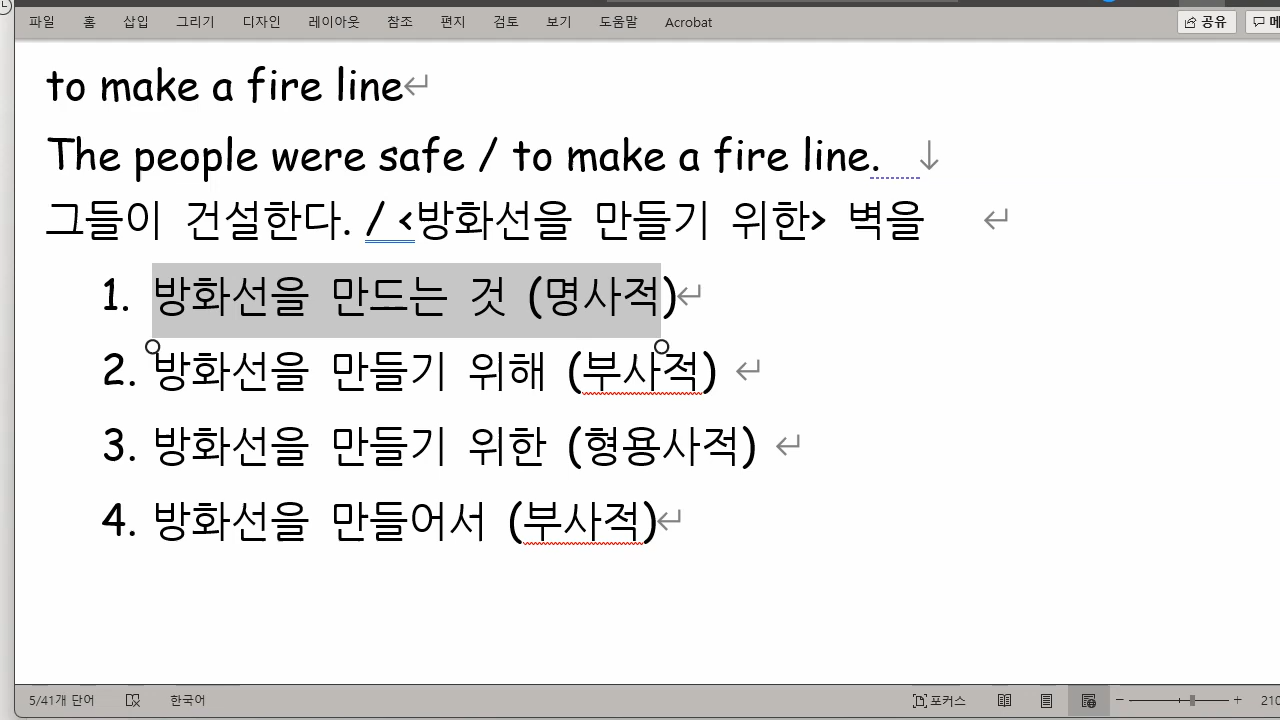 파일 홈 삽입 그리기 디자인 레이아웃 참조 편지 검토 보기 도움말 Acrobat 공유 메
to make a fire line
The people were safe / to make a fire line.
그들이 건설한다. / <방화선을 만들기 위한> 벽을
1. 방화선을 만드는 것 (명사적)
2. 방화선을 만들기 위해 (부사적)
3. 방화선을 만들기 위한 (형용사적)
4. 방화선을 만들어서 (부사적)
5/41개 단어 한국어 포커스 210